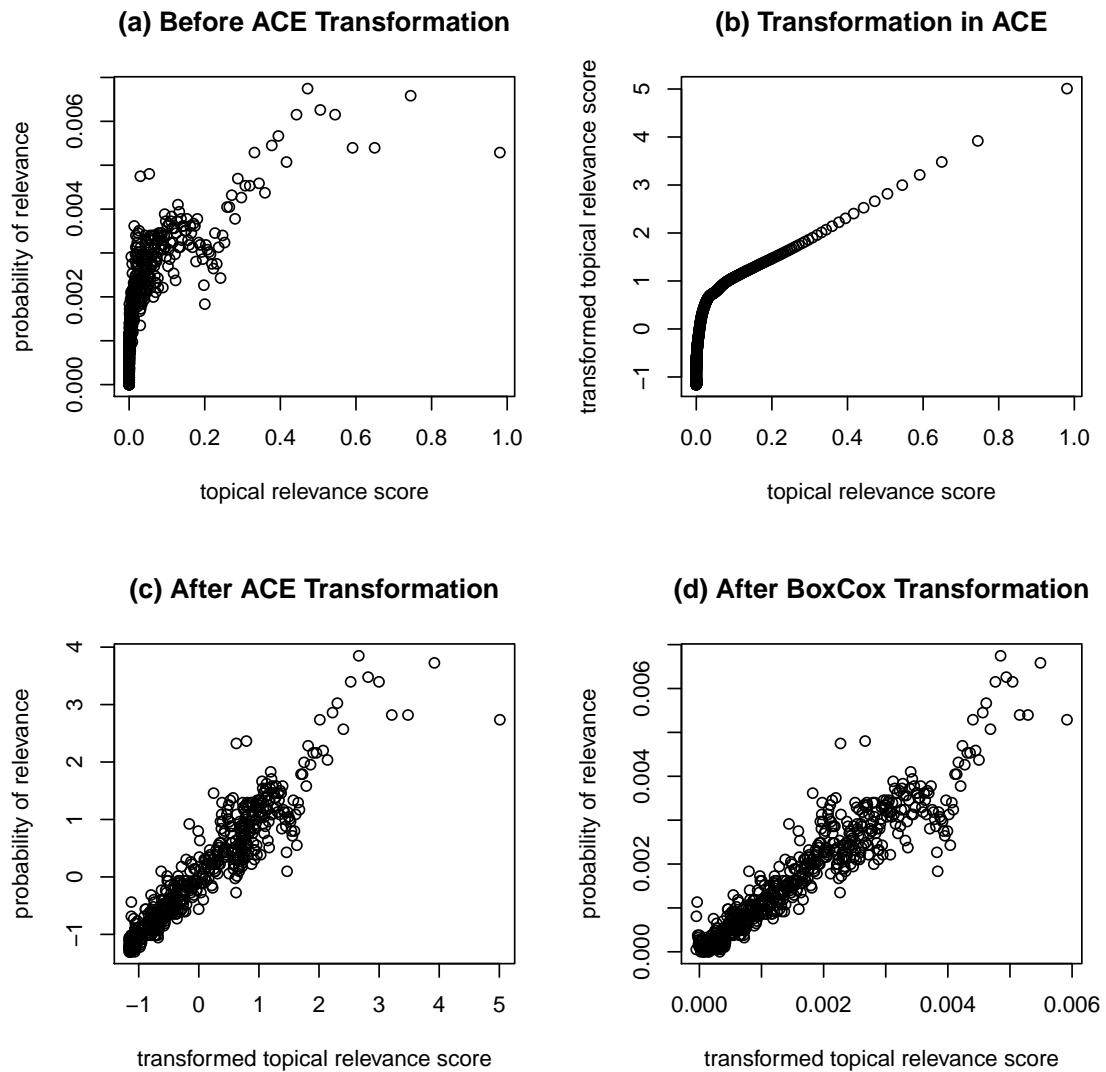 (a) Before ACE Transformation
probability of relevance
0.000 0.002 0.004 0.006
0.0 0.2 0.4 0.6 0.8 1.0
topical relevance score
(b) Transformation in ACE
transformed topical relevance score
−1 0 1 2 3 4 5
0.0 0.2 0.4 0.6 0.8 1.0
topical relevance score
(c) After ACE Transformation
probability of relevance
−1 0 1 2 3 4
−1 0 1 2 3 4 5
transformed topical relevance score
(d) After BoxCox Transformation
probability of relevance
0.000 0.002 0.004 0.006
0.000 0.002 0.004 0.006
transformed topical relevance score